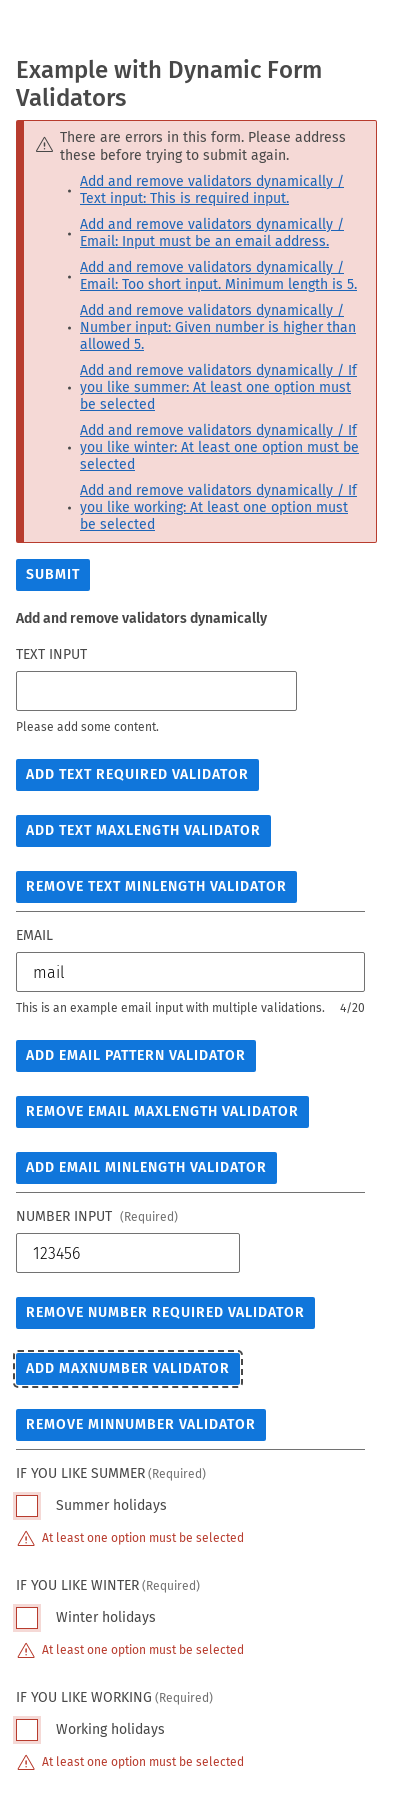 Example with Dynamic Form
Validators
There are errors in this form. Please address
these before trying to submit again.
• Add and remove validators dynamically /
Text input: This is required input.
• Add and remove validators dynamically /
Email: Input must be an email address.
• Add and remove validators dynamically /
Email: Too short input. Minimum length is 5.
• Add and remove validators dynamically /
Number input: Given number is higher than
allowed 5.
• Add and remove validators dynamically / If
you like summer: At least one option must
be selected
• Add and remove validators dynamically / If
you like winter: At least one option must be
selected
• Add and remove validators dynamically / If
you like working: At least one option must
be selected
SUBMIT
Add and remove validators dynamically
TEXT INPUT
Please add some content.
ADD TEXT REQUIRED VALIDATOR
ADD TEXT MAXLENGTH VALIDATOR
REMOVE TEXT MINLENGTH VALIDATOR
EMAIL
mail
This is an example email input with multiple validations. 4/20
ADD EMAIL PATTERN VALIDATOR
REMOVE EMAIL MAXLENGTH VALIDATOR
ADD EMAIL MINLENGTH VALIDATOR
NUMBER INPUT (Required)
123456
REMOVE NUMBER REQUIRED VALIDATOR
ADD MAXNUMBER VALIDATOR
REMOVE MINNUMBER VALIDATOR
IF YOU LIKE SUMMER (Required)
Summer holidays
At least one option must be selected
IF YOU LIKE WINTER (Required)
Winter holidays
At least one option must be selected
IF YOU LIKE WORKING (Required)
Working holidays
At least one option must be selected